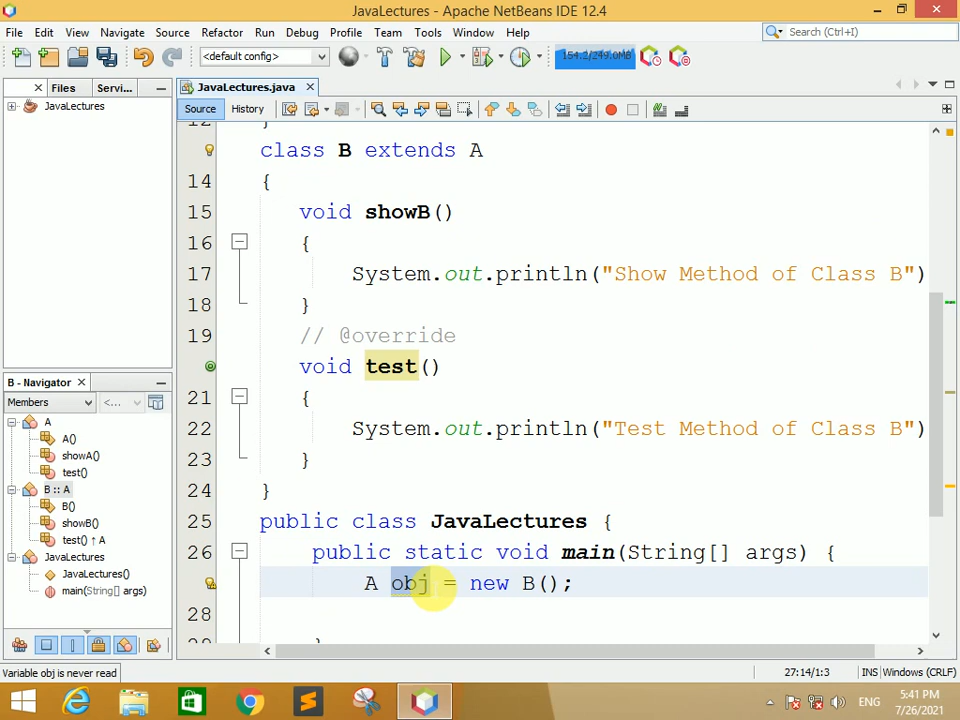 JavaLectures - Apache NetBeans IDE 12.4
File Edit View Navigate Source Refactor Run Debug Profile Team Tools Window Help
Search (Ctrl+I)
<default config>
154.2/249.0MB
Files Servi...
JavaLectures
JavaLectures.java
Source History
class B extends A
14 {
15 void showB()
16 {
17 System.out.println("Show Method of Class B")
18 }
19 // @override
void test()
21 {
22 System.out.println("Test Method of Class B")
23 }
24 }
25 public class JavaLectures {
26 public static void main(String[] args) {
A obj = new B();
28
}
B - Navigator
Members <...
A
A()
showA()
test()
B :: A
B()
showB()
test() ↑ A
JavaLectures
JavaLectures()
main(String[] args)
Variable obj is never read
27:14/1:3 INS Windows (CRLF)
ENG
5:41 PM
7/26/2021